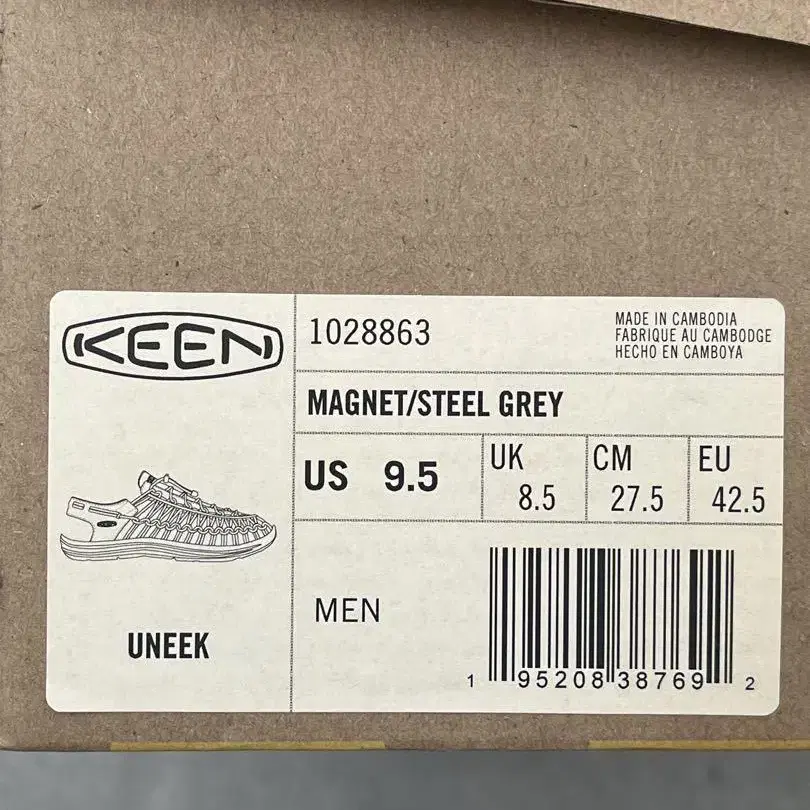 KEEN
1028863
MADE IN CAMBODIA
FABRIQUE AU CAMBODGE
HECHO EN CAMBOYA
MAGNET/STEEL GREY
US 9.5
UK 8.5
CM 27.5
EU 42.5
UNEEK
MEN
1 95208 38769 2